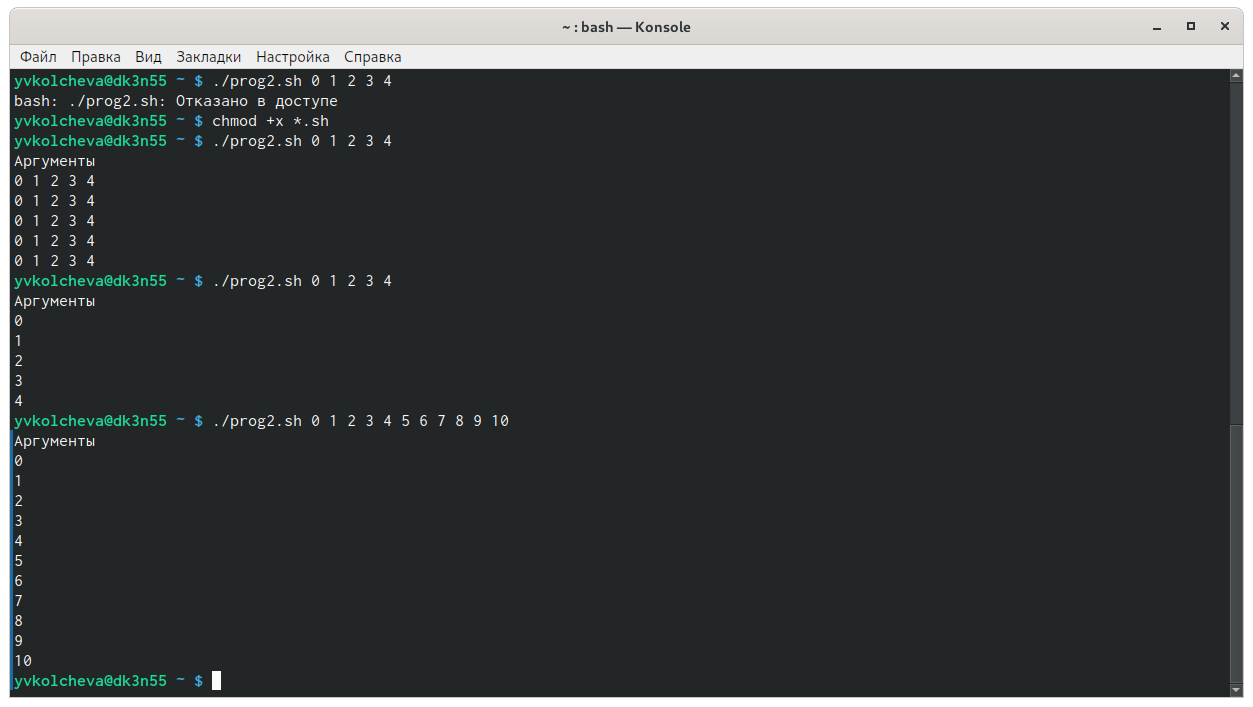 ~ : bash — Konsole
Файл Правка Вид Закладки Настройка Справка
yvkolcheva@dk3n55 ~ $ ./prog2.sh 0 1 2 3 4
bash: ./prog2.sh: Отказано в доступе
yvkolcheva@dk3n55 ~ $ chmod +x *.sh
yvkolcheva@dk3n55 ~ $ ./prog2.sh 0 1 2 3 4
Аргументы
0 1 2 3 4
0 1 2 3 4
0 1 2 3 4
0 1 2 3 4
0 1 2 3 4
yvkolcheva@dk3n55 ~ $ ./prog2.sh 0 1 2 3 4
Аргументы
0
1
2
3
4
yvkolcheva@dk3n55 ~ $ ./prog2.sh 0 1 2 3 4 5 6 7 8 9 10
Аргументы
0
1
2
3
4
5
6
7
8
9
10
yvkolcheva@dk3n55 ~ $